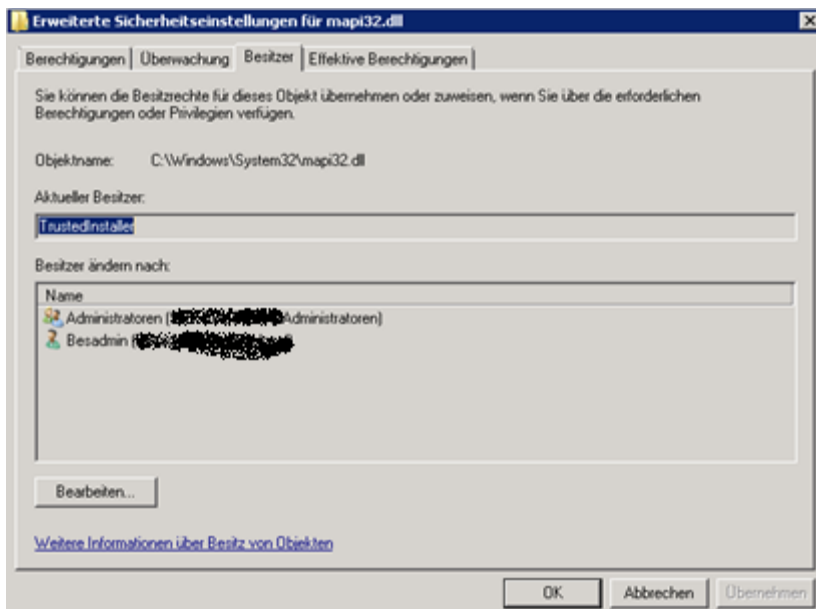 Erweiterte Sicherheitseinstellungen für mapi32.dll
Berechtigungen Überwachung Besitzer Effektive Berechtigungen
Sie können die Besitzrechte für dieses Objekt übernehmen oder zuweisen, wenn Sie über die erforderlichen
Berechtigungen oder Privilegien verfügen.
Objektname: C:\Windows\System32\mapi32.dll
Aktueller Besitzer:
TrustedInstaller
Besitzer ändern nach:
Name
Administratoren ( Administratoren)
Besadmin (
Bearbeiten...
Weitere Informationen über Besitz von Objekten
OK Abbrechen Übernehmen